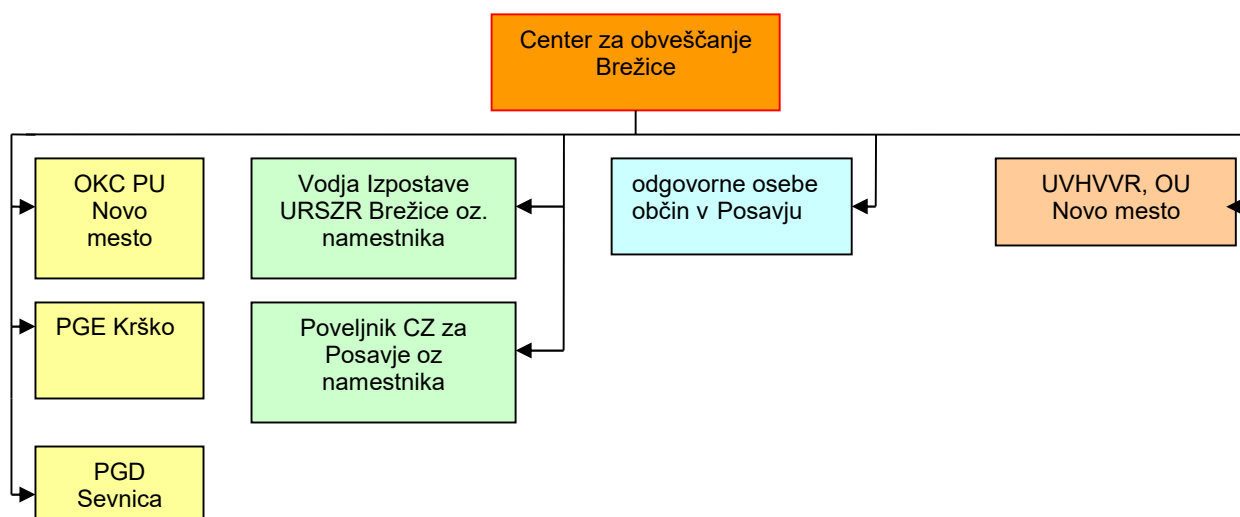 Center za obveščanje
Brežice
OKC PU
Novo
mesto
Vodja Izpostave
URSZR Brežice oz.
namestnika
odgovorne osebe
občin v Posavju
UVHVVR, OU
Novo mesto
PGE Krško
Poveljnik CZ za
Posavje oz
namestnika
PGD
Sevnica